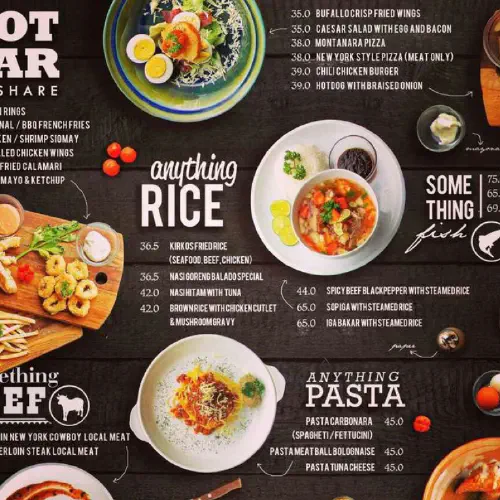 OT
AR
SHARE
RINGS
NAL / BBQ FRENCH FRIES
KEN / SHRIMP SIOMAY
LLED CHICKEN WINGS
FRIED CALAMARI
MAYO & KETCHUP
35.0 BUFALLO CRISP FRIED WINGS
35.0 CAESAR SALAD WITH EGG AND BACON
38.0 MONTANARA PIZZA
38.0 NEW YORK STYLE PIZZA (MEAT ONLY)
39.0 CHILI CHICKEN BURGER
39.0 HOTDOG WITH BRAISED ONION
anything
RICE
36.5 KIRKOS FRIED RICE
(SEAFOOD, BEEF, CHICKEN)
36.5 NASI GORENG BALADO SPECIAL
42.0 NASI HITAM WITH TUNA
42.0 BROWN RICE WITH CHICKEN CUTLET
& MUSHROOM GRAVY
44.0 SPICY BEEF BLACKPEPPER WITH STEAMED RICE
65.0 SOP IGA WITH STEAMED RICE
65.0 IGA BAKAR WITH STEAMED RICE
SOME
THING
fish
75.
65.
69.
ething
EF
IN NEW YORK COWBOY LOCAL MEAT
ERLOIN STEAK LOCAL MEAT
ANYTHING
PASTA
PASTA CARBONARA 45.0
(SPAGHETI / FETTUCINI)
PASTA MEATBALL BOLOGNAISE 45.0
PASTA TUNA CHEESE 45.0